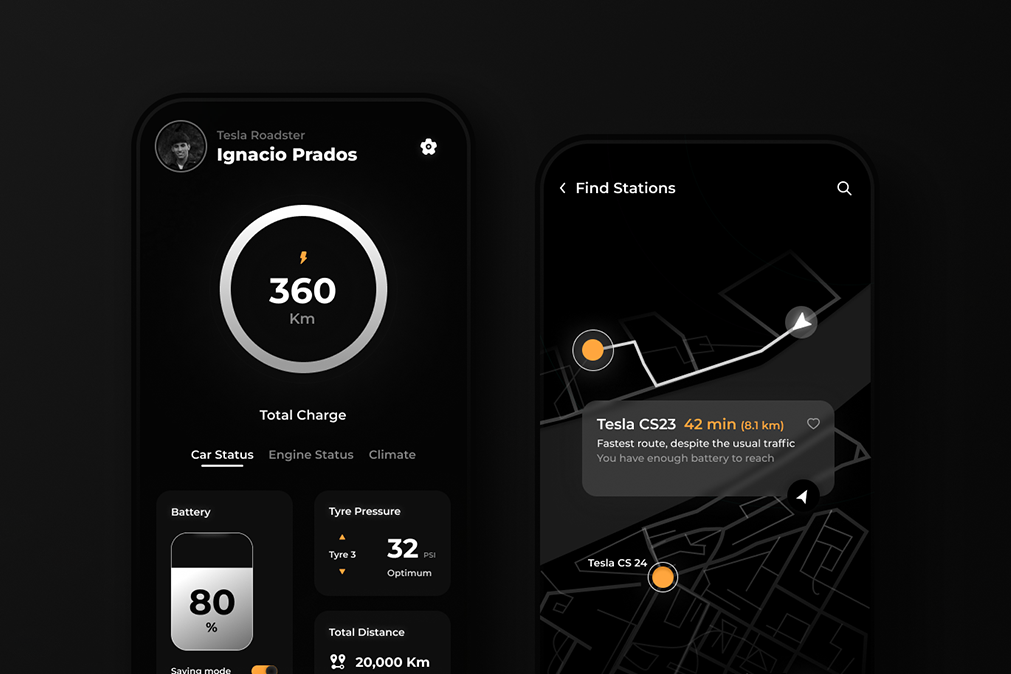 Tesla Roadster
Ignacio Prados
360
Km
Total Charge
Car Status
Engine Status
Climate
Battery
80
%
Saving mode
Tyre Pressure
Tyre 3
32 PSI
Optimum
Total Distance
20,000 Km
Find Stations
Tesla CS23 42 min (8.1 km)
Fastest route, despite the usual traffic
You have enough battery to reach
Tesla CS 24